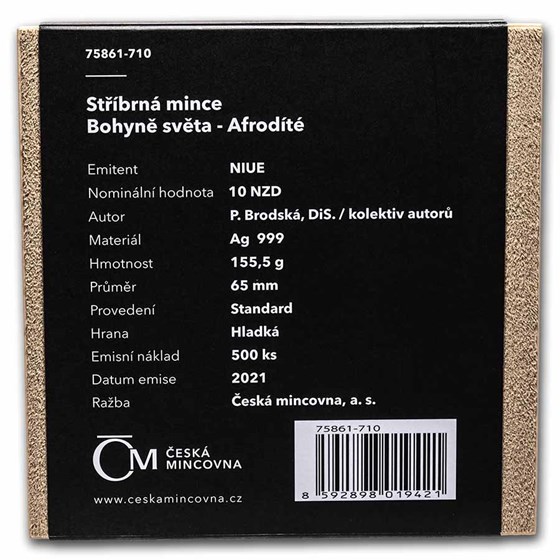 75861-710
Stříbrná mince
Bohyně světa - Afrodíté
Emitent NIUE
Nominální hodnota 10 NZD
Autor P. Brodská, DiS. / kolektiv autorů
Materiál Ag 999
Hmotnost 155,5 g
Průměr 65 mm
Provedení Standard
Hrana Hladká
Emisní náklad 500 ks
Datum emise 2021
Ražba Česká mincovna, a. s.
75861-710
8 592898 019421
ČM ČESKÁ
MINCOVNA
www.ceskamincovna.cz